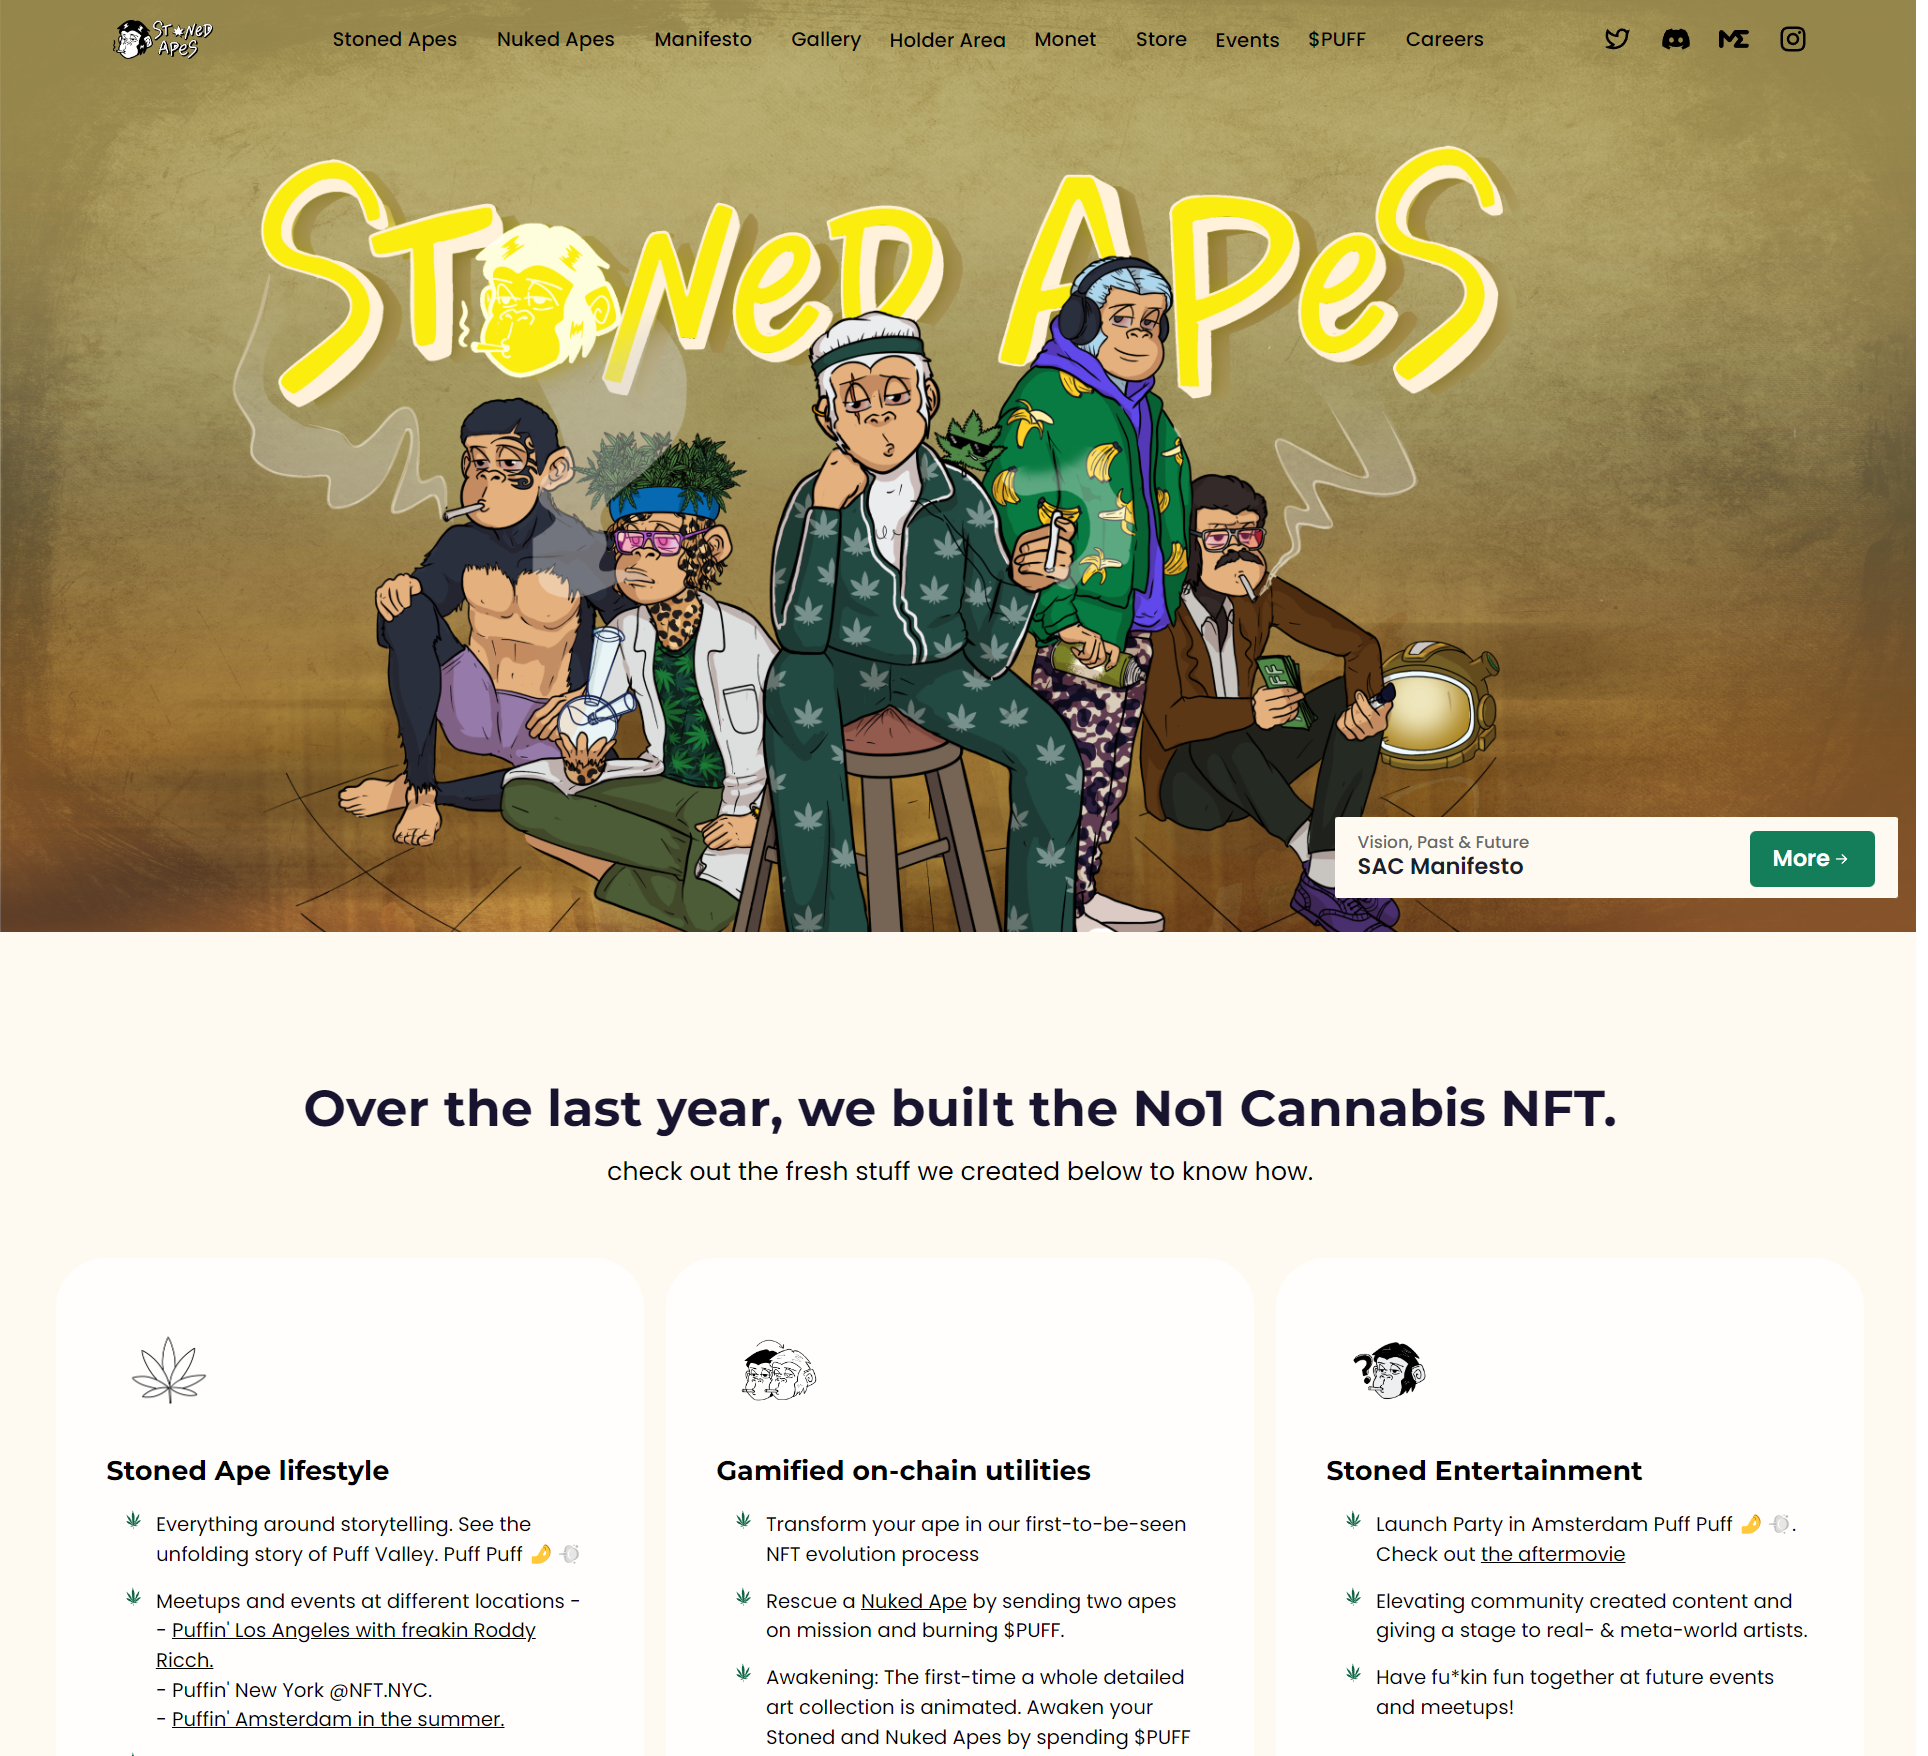 STONED
APES
Stoned Apes
Nuked Apes
Manifesto
Gallery
Holder Area
Monet
Store
Events
$PUFF
Careers
STONED APES
FF
Vision, Past & Future
SAC Manifesto
More →
Over the last year, we built the No1 Cannabis NFT.
check out the fresh stuff we created below to know how.
Stoned Ape lifestyle
Everything around storytelling. See the
unfolding story of Puff Valley. Puff Puff 🤌 💨
Meetups and events at different locations -
- Puffin' Los Angeles with freakin Roddy
Ricch.
- Puffin' New York @NFT.NYC.
- Puffin' Amsterdam in the summer.
Gamified on-chain utilities
Transform your ape in our first-to-be-seen
NFT evolution process
Rescue a Nuked Ape by sending two apes
on mission and burning $PUFF.
Awakening: The first-time a whole detailed
art collection is animated. Awaken your
Stoned and Nuked Apes by spending $PUFF
Stoned Entertainment
Launch Party in Amsterdam Puff Puff 🤌 💨.
Check out the aftermovie
Elevating community created content and
giving a stage to real- & meta-world artists.
Have fu*kin fun together at future events
and meetups!